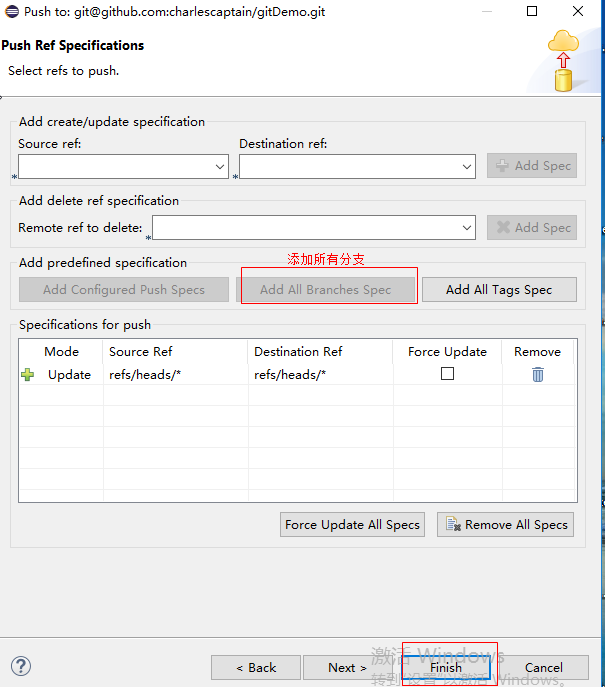 Push to: git@github.com:charlescaptain/gitDemo.git
Push Ref Specifications
Select refs to push.
Add create/update specification
Source ref:
Destination ref:
* * Add Spec
Add delete ref specification
Remote ref to delete: * Add Spec
添加所有分支
Add predefined specification
Add Configured Push Specs
Add All Branches Spec
Add All Tags Spec
Specifications for push
Mode Source Ref Destination Ref Force Update Remove
Update refs/heads/* refs/heads/*
Force Update All Specs
Remove All Specs
激活 Windows
转到"设置"以激活 Windows。
? < Back Next > Finish Cancel